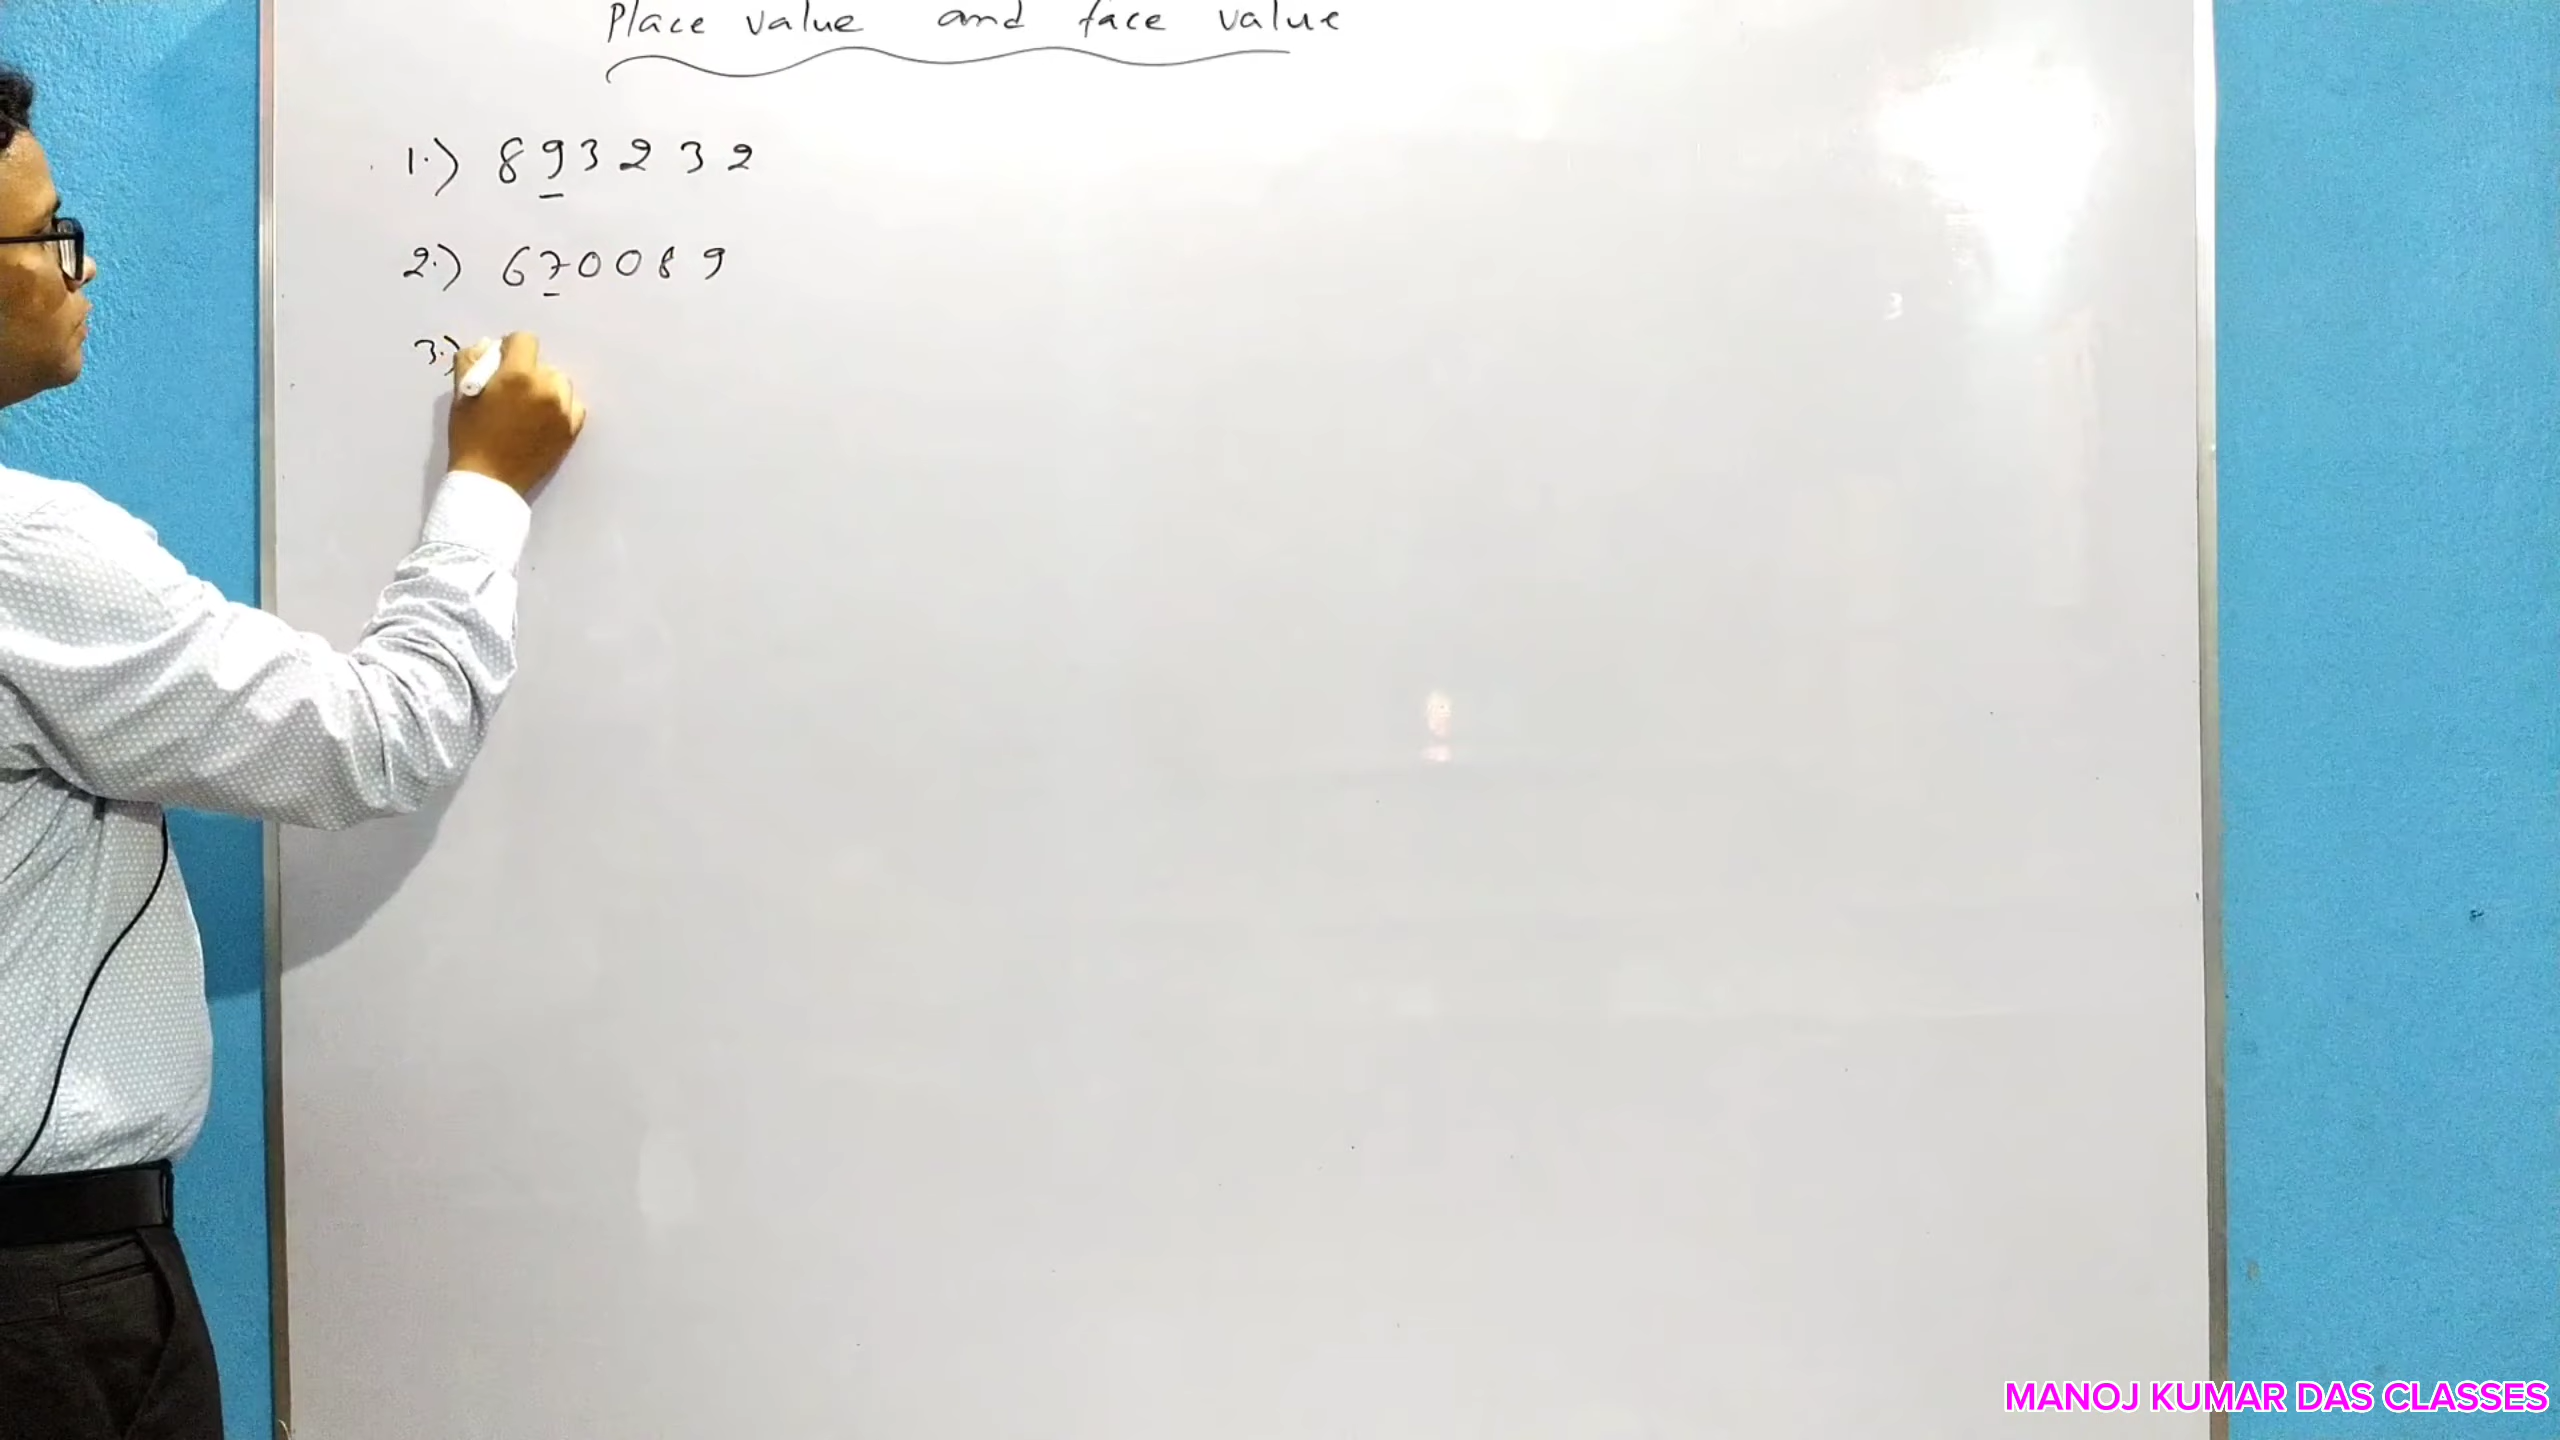 Place value and face value
1.) 893232
2.) 670089
3.)
MANOJ KUMAR DAS CLASSES